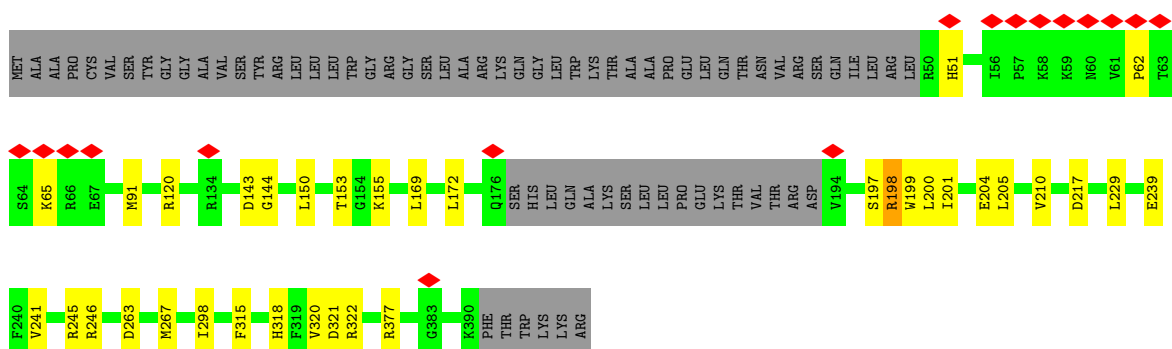 MET ALA ALA PRO CYS VAL SER TYR GLY GLY ALA VAL SER TYR ARG LEU LEU LEU TRP GLY ARG GLY SER LEU ALA ARG LYS GLN GLY LEU TRP LYS THR ALA ALA PRO GLU LEU GLN THR ASN VAL ARG SER GLN ILE LEU ARG LEU R50 H51 I56 P57 K58 K59 N60 V61 P62 T63
S64 K65 R66 E67 M91 R120 R134 D143 G144 L150 T153 G154 K155 L169 L172 Q176 SER HIS LEU GLN ALA LYS SER LEU LEU PRO GLU LYS THR VAL THR ARG ASP V194 S197 R198 W199 L200 I201 E204 L205 V210 D217 L229 E239
F240 V241 R245 R246 D263 M267 I298 F315 H318 F319 V320 D321 R322 R377 G383 K390 PHE THR TRP LYS LYS ARG